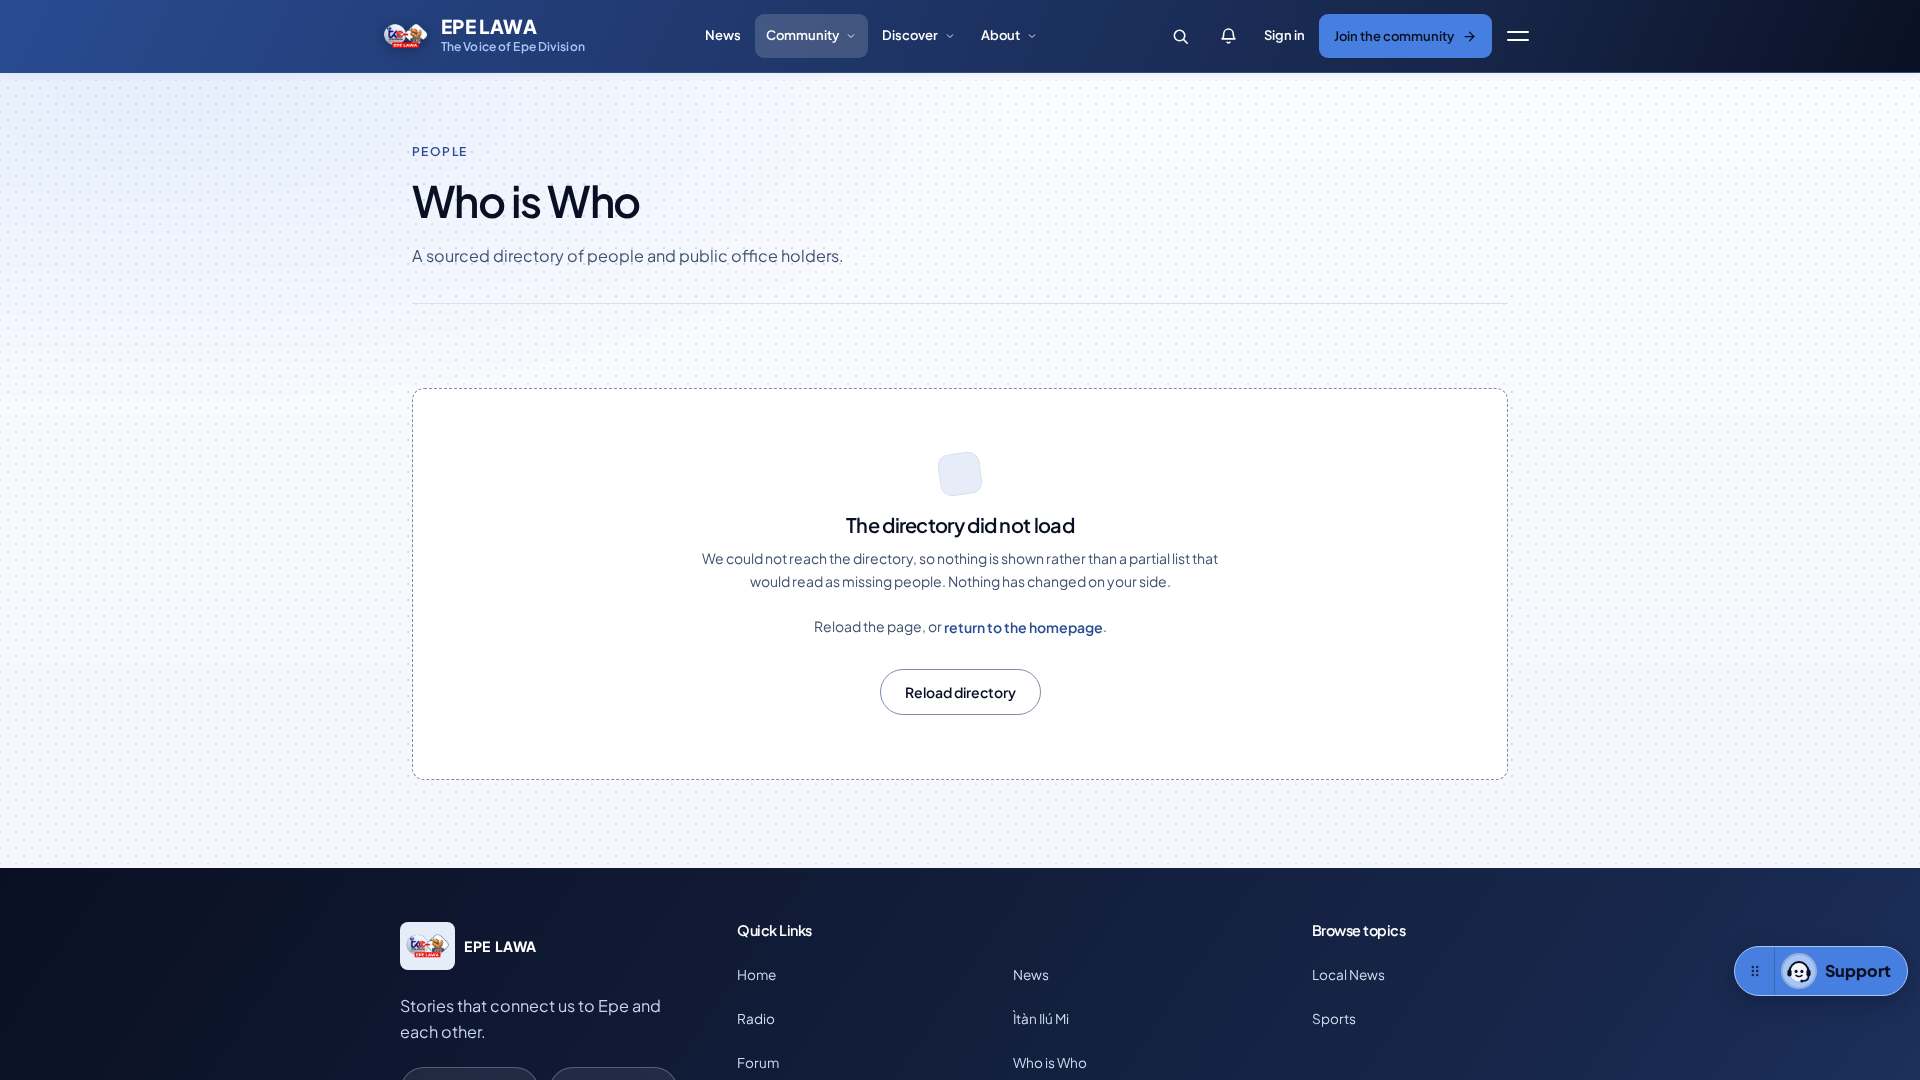 EPE LAWA
The Voice of Epe Division
News
Community
Discover
About
Sign in
Join the community
PEOPLE
Who is Who
A sourced directory of people and public office holders.
The directory did not load
We could not reach the directory, so nothing is shown rather than a partial list that
would read as missing people. Nothing has changed on your side.
Reload the page, or return to the homepage.
Reload directory
EPE LAWA
EPE LAWA
Stories that connect us to Epe and
each other.
Quick Links
Home
News
Radio
Ìtàn Ilú Mi
Forum
Who is Who
Browse topics
Local News
Sports
Support